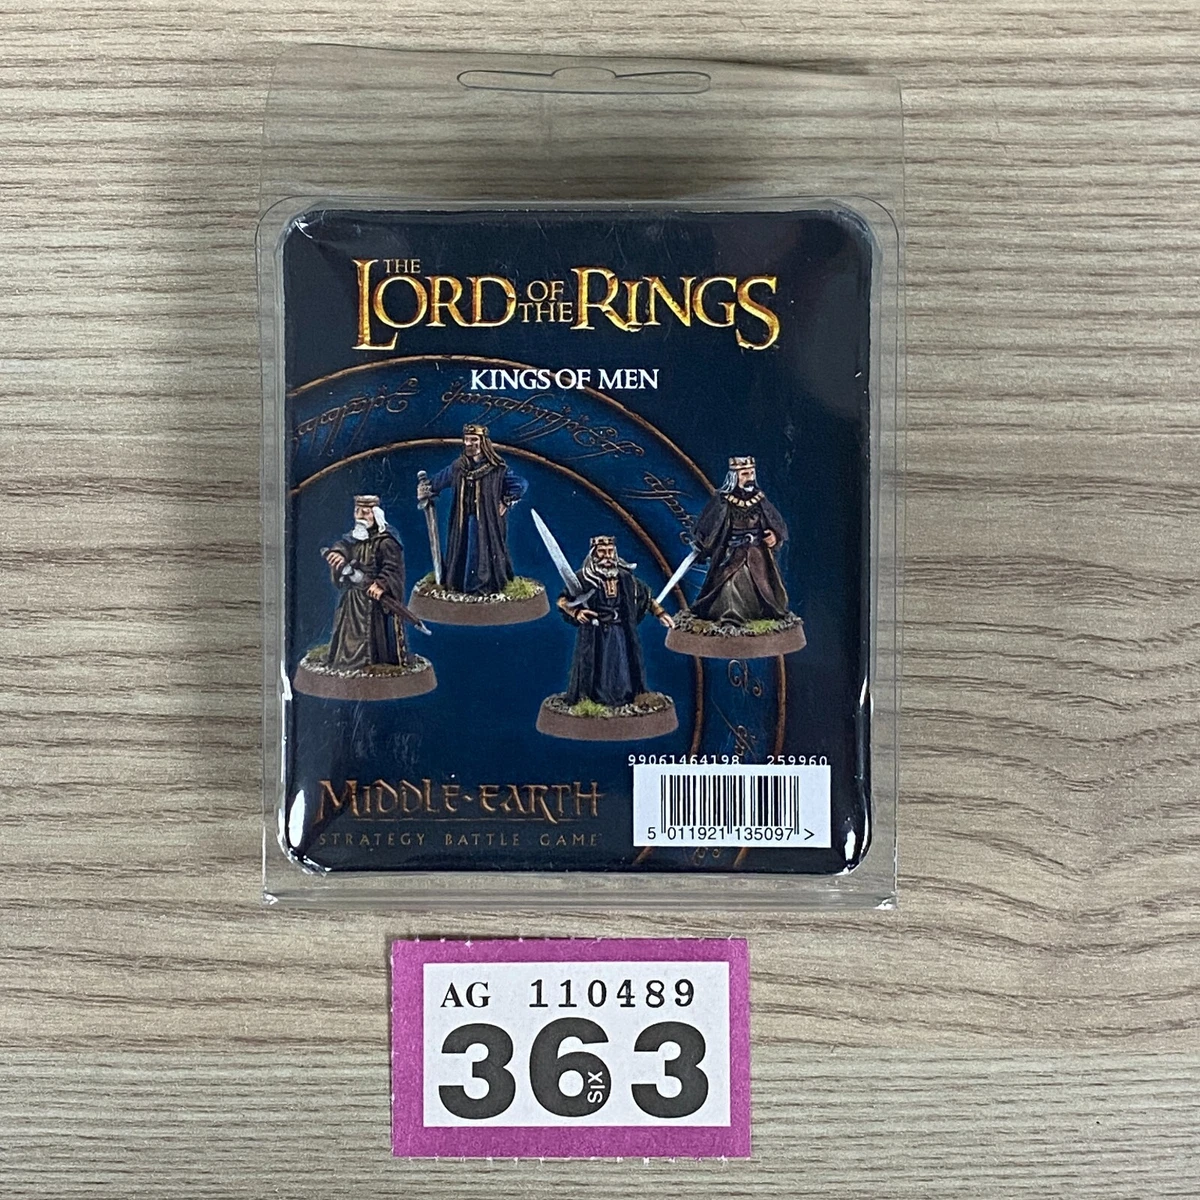 THE
LORD OF THE RINGS
KINGS OF MEN
99061464198 259960
5 011921 135097 >
MIDDLE-EARTH
STRATEGY BATTLE GAME
AG 110489
363
SIX